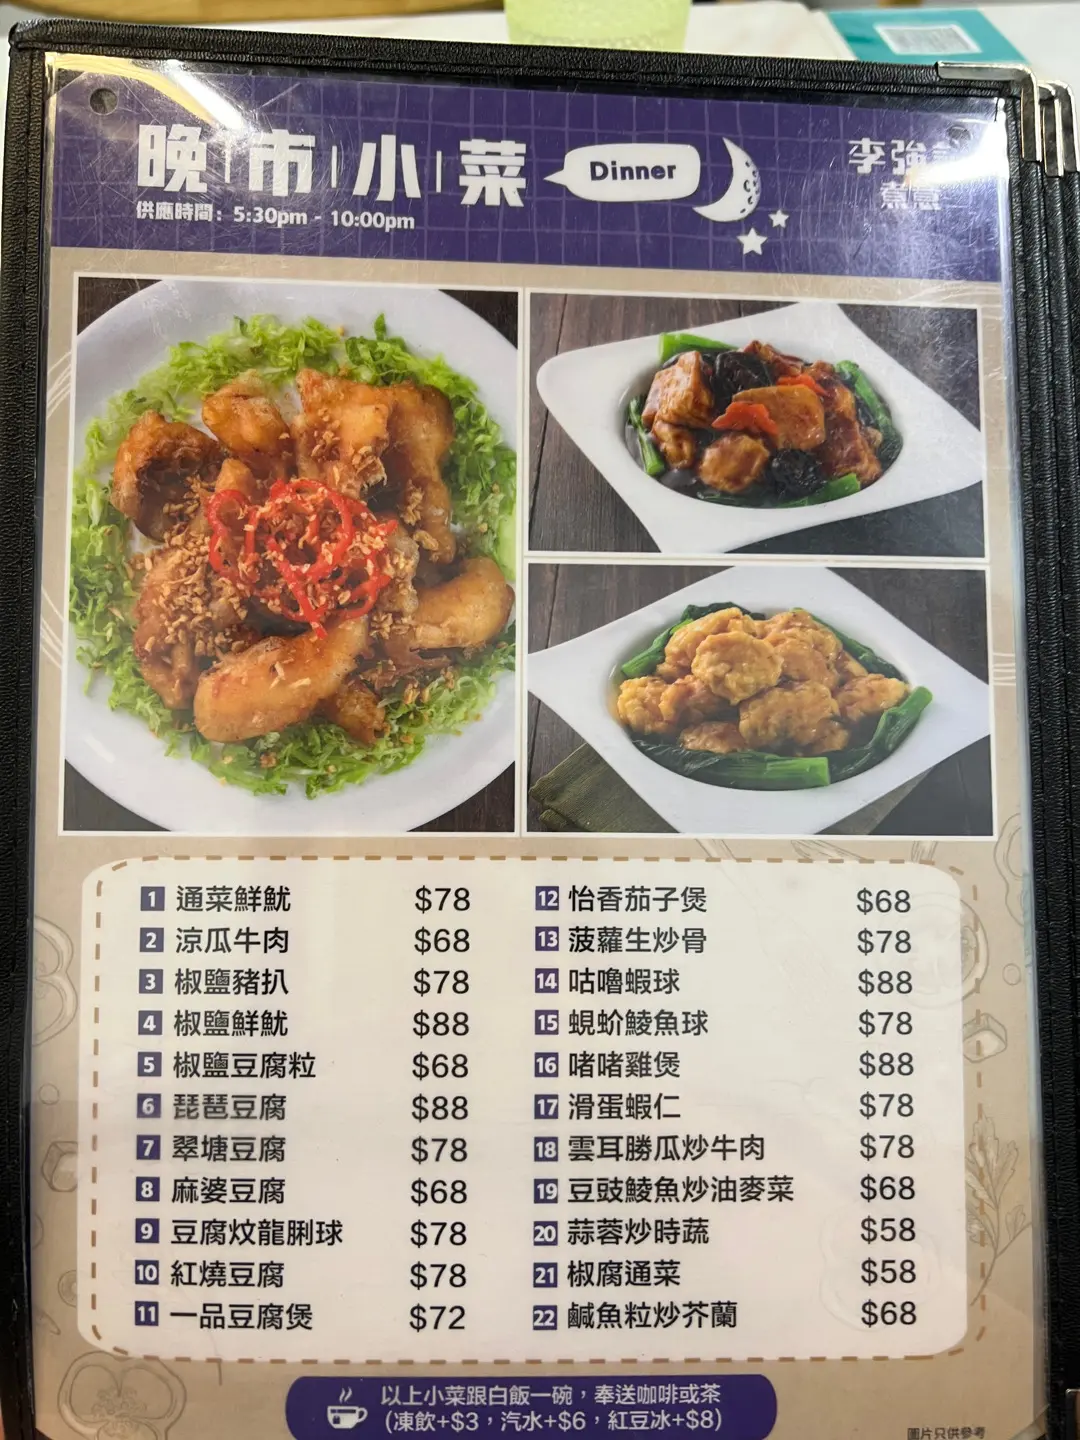 晚市小菜 Dinner
供應時間：5:30pm - 10:00pm
李強記
1 通菜鮮魷 $78
2 涼瓜牛肉 $68
3 椒鹽豬扒 $78
4 椒鹽鮮魷 $88
5 椒鹽豆腐粒 $68
6 琵琶豆腐 $88
7 翠塘豆腐 $78
8 麻婆豆腐 $68
9 豆腐炆龍脷球 $78
10 紅燒豆腐 $78
11 一品豆腐煲 $72
12 怡香茄子煲 $68
13 菠蘿生炒骨 $78
14 咕嚕蝦球 $88
15 蜆蚧鯪魚球 $78
16 啫啫雞煲 $88
17 滑蛋蝦仁 $78
18 雲耳勝瓜炒牛肉 $78
19 豆豉鯪魚炒油麥菜 $68
20 蒜蓉炒時蔬 $58
21 椒腐通菜 $58
22 鹹魚粒炒芥蘭 $68
以上小菜跟白飯一碗，奉送咖啡或茶
(凍飲+$3，汽水+$6，紅豆冰+$8)
圖片只供參考